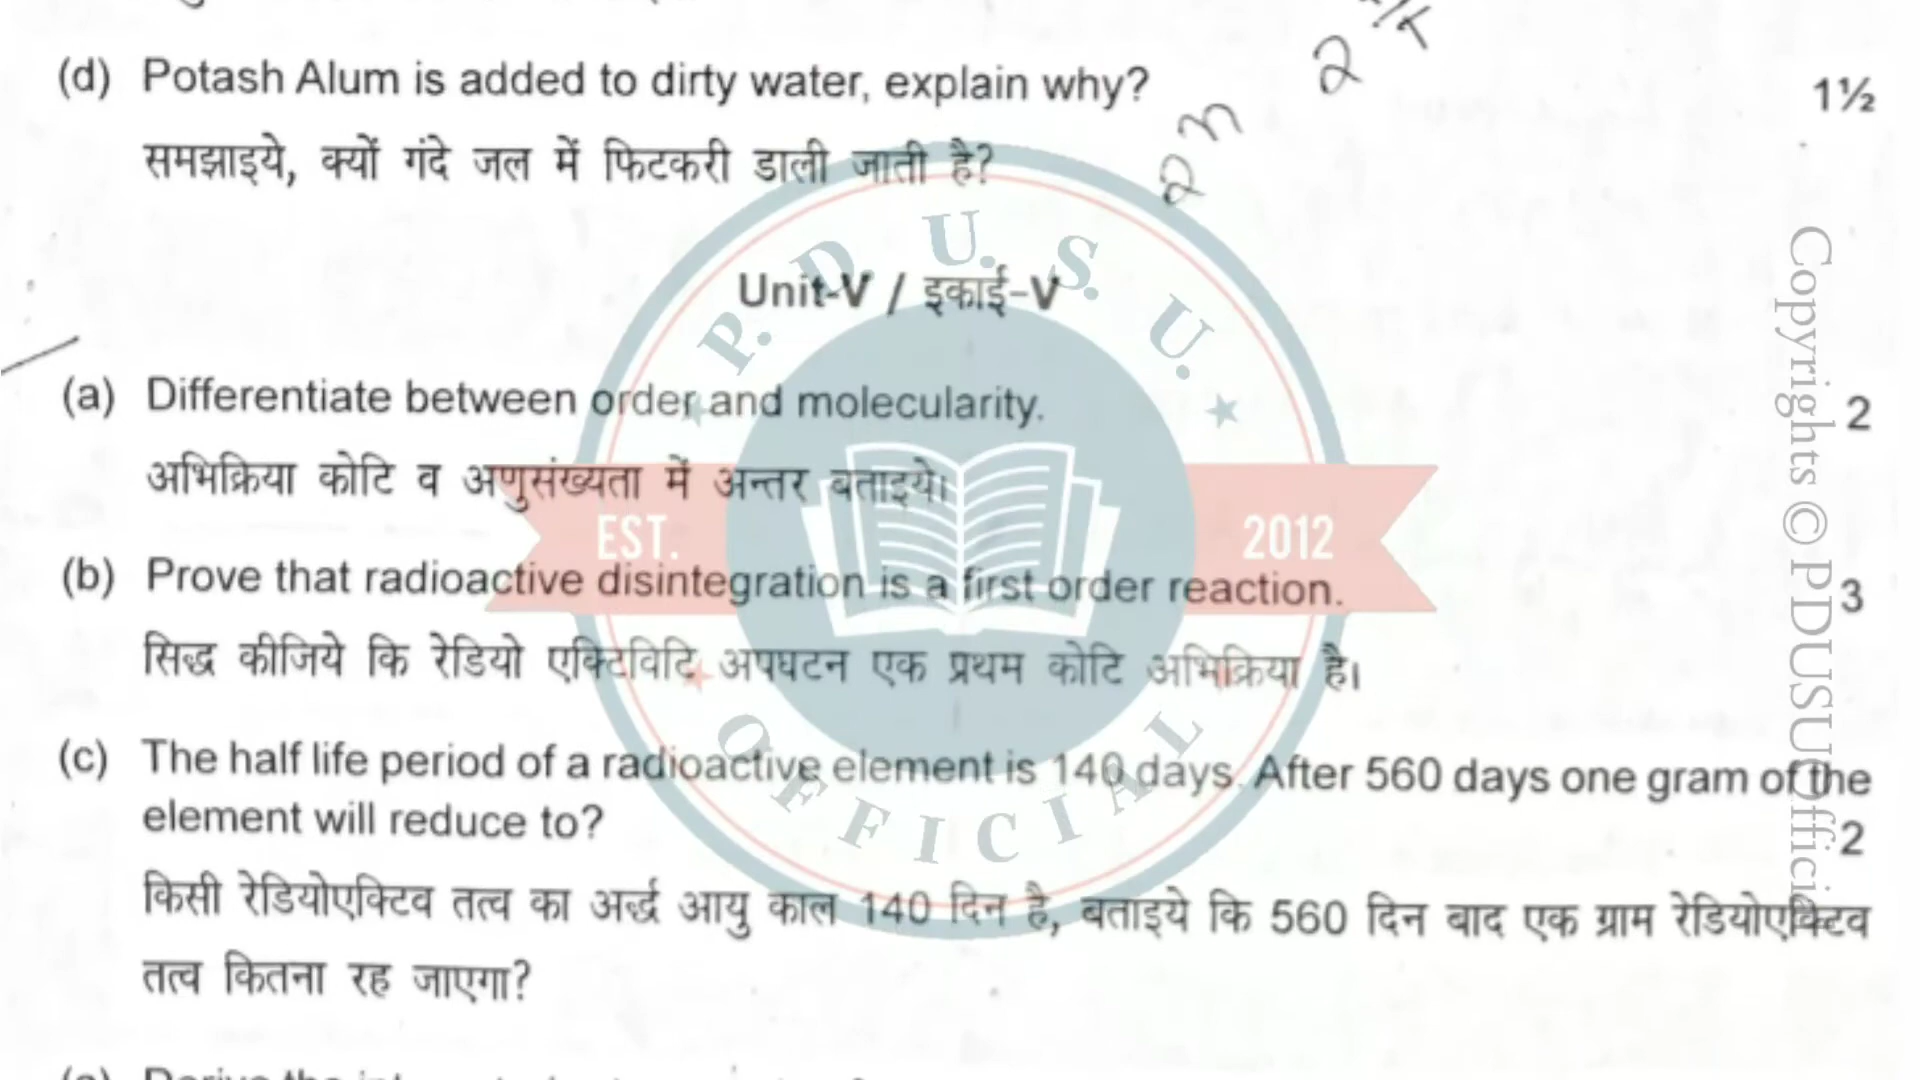 (d) Potash Alum is added to dirty water, explain why? 1½
समझाइये, क्यों गंदे जल में फिटकरी डाली जाती है?
Unit-V / इकाई-V
(a) Differentiate between order and molecularity. 2
अभिक्रिया कोटि व अणुसंख्यता में अन्तर बताइये।
(b) Prove that radioactive disintegration is a first order reaction. 3
सिद्ध कीजिये कि रेडियो एक्टिविटि अपघटन एक प्रथम कोटि अभिक्रिया है।
(c) The half life period of a radioactive element is 140 days. After 560 days one gram of the
element will reduce to? 2
किसी रेडियोएक्टिव तत्व का अर्द्ध आयु काल 140 दिन है, बताइये कि 560 दिन बाद एक ग्राम रेडियोएक्टिव
तत्व कितना रह जाएगा?
P. D. U. S. U.
EST. 2012
OFFICIAL
Copyrights © PDUSUOfficial